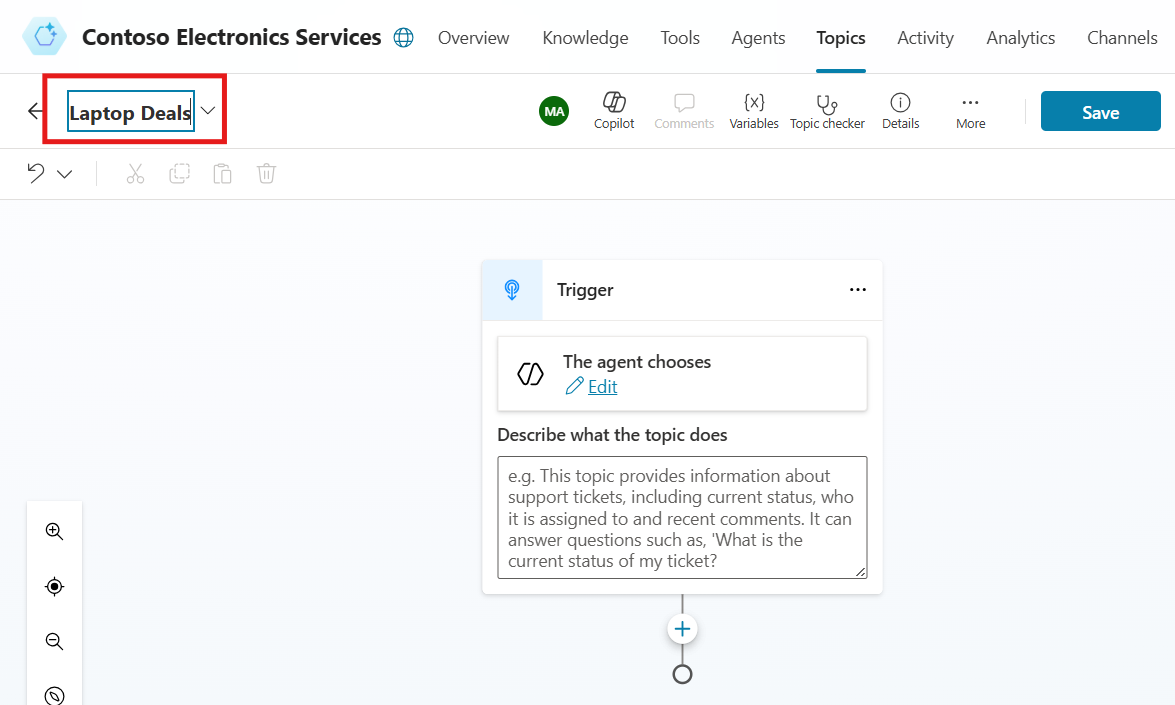 Contoso Electronics Services
Overview
Knowledge
Tools
Agents
Topics
Activity
Analytics
Channels
Laptop Deals
MA
Copilot
Comments
{x}
Variables
Topic checker
Details
More
Save
Trigger
The agent chooses
Edit
Describe what the topic does
e.g. This topic provides information about
support tickets, including current status, who
it is assigned to and recent comments. It can
answer questions such as, 'What is the
current status of my ticket?